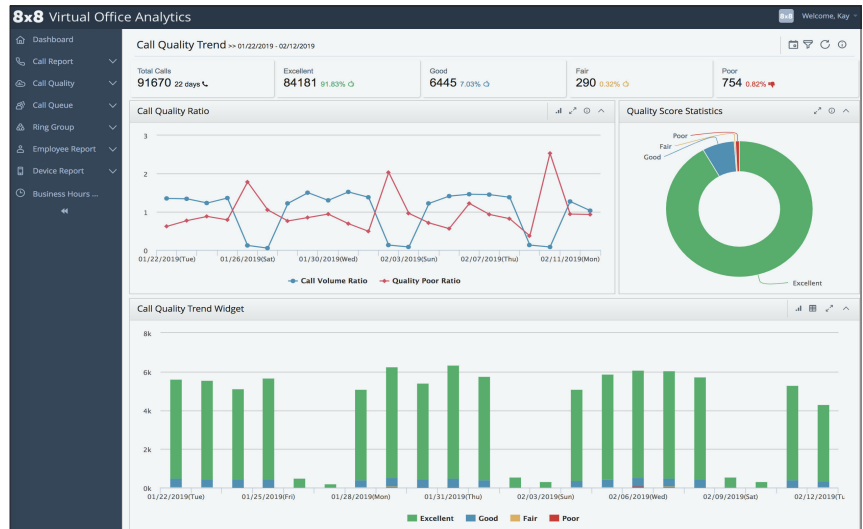 8x8 Virtual Office Analytics
8x8 Welcome, Kay
Dashboard
Call Report
Call Quality
Call Queue
Ring Group
Employee Report
Device Report
Business Hours ...
Call Quality Trend >> 01/22/2019 - 02/12/2019
Total Calls
91670 22 days
Excellent
84181 91.83%
Good
6445 7.03%
Fair
290 0.32%
Poor
754 0.82%
Call Quality Ratio
3
2
1
0
01/22/2019(Tue) 01/26/2019(Sat) 01/30/2019(Wed) 02/03/2019(Sun) 02/07/2019(Thu) 02/11/2019(Mon)
Call Volume Ratio Quality Poor Ratio
Quality Score Statistics
Poor
Fair
Good
Excellent
Call Quality Trend Widget
8k
6k
4k
2k
0k
01/22/2019(Tue) 01/25/2019(Fri) 01/28/2019(Mon) 01/31/2019(Thu) 02/03/2019(Sun) 02/06/2019(Wed) 02/09/2019(Sat) 02/12/2019(Tu
Excellent Good Fair Poor